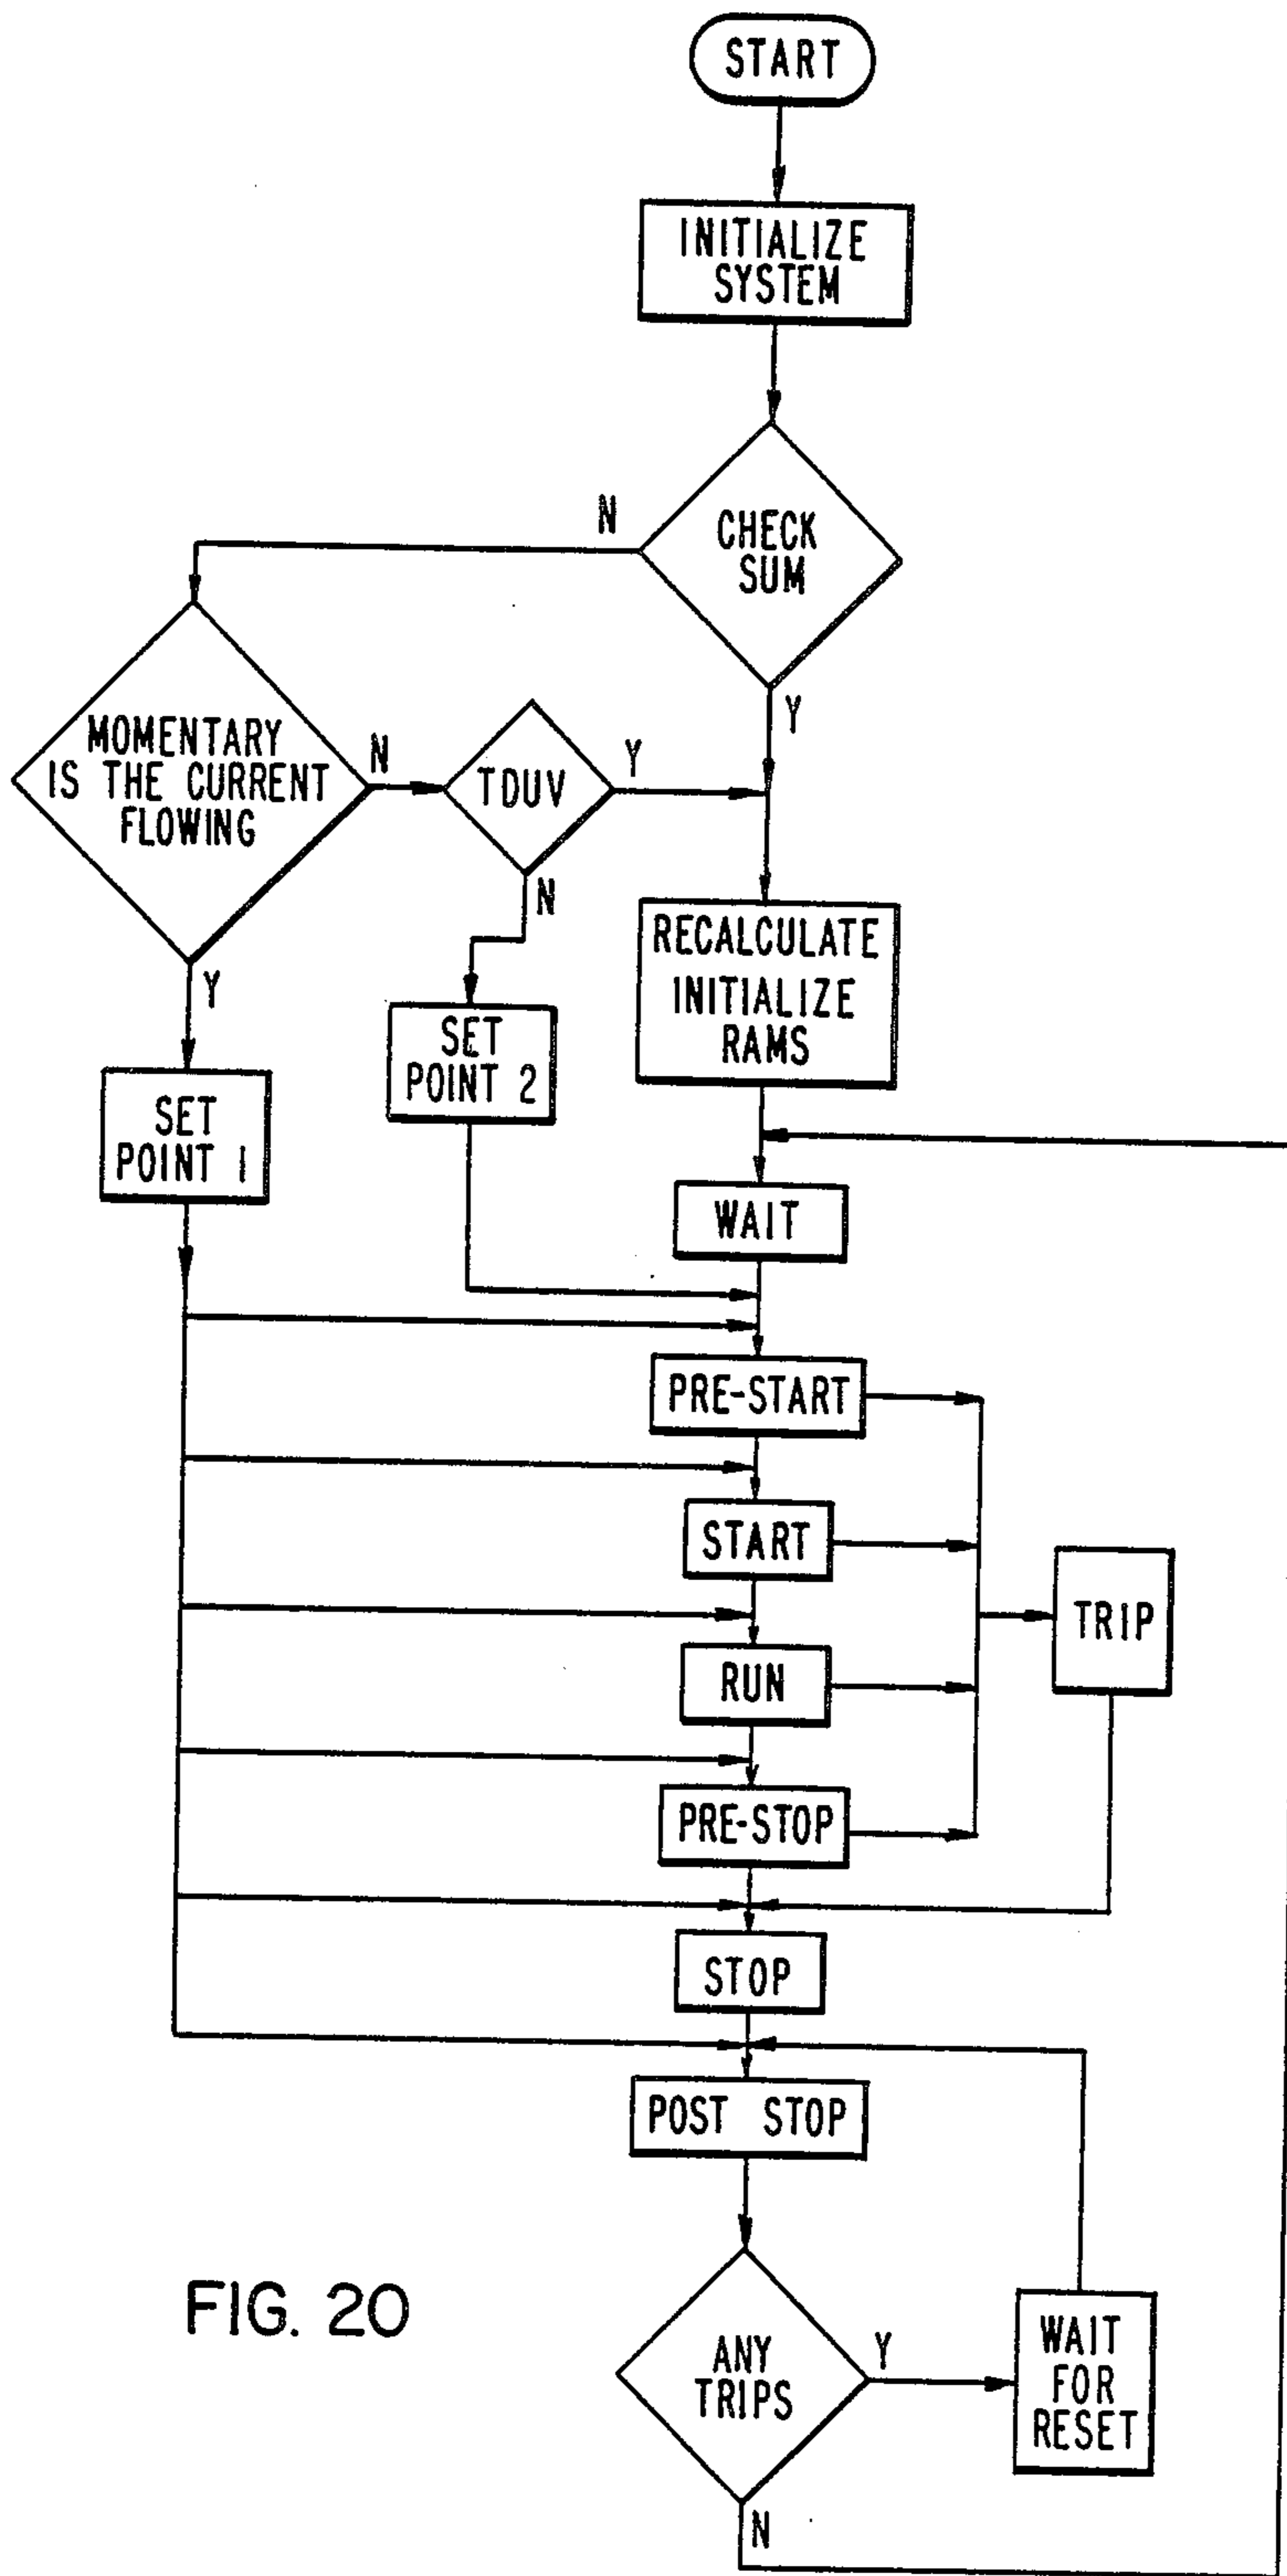 START
INITIALIZE
SYSTEM
CHECK
SUM
N
Y
MOMENTARY
IS THE CURRENT
FLOWING
N
Y
TDUV
Y
N
RECALCULATE
INITIALIZE
RAMS
SET
POINT 2
SET
POINT 1
WAIT
PRE-START
START
RUN
TRIP
PRE-STOP
STOP
POST STOP
ANY
TRIPS
Y
N
WAIT
FOR
RESET
FIG. 20